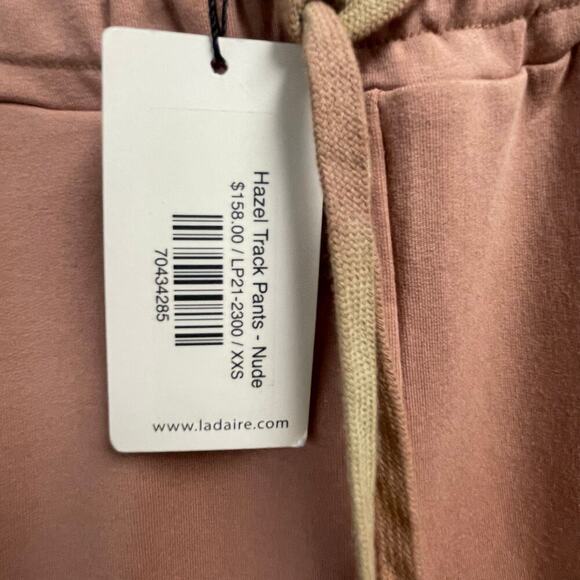 Hazel Track Pants - Nude
$158.00 / LP21-2300 / XXS
70434285
www.ladaire.com